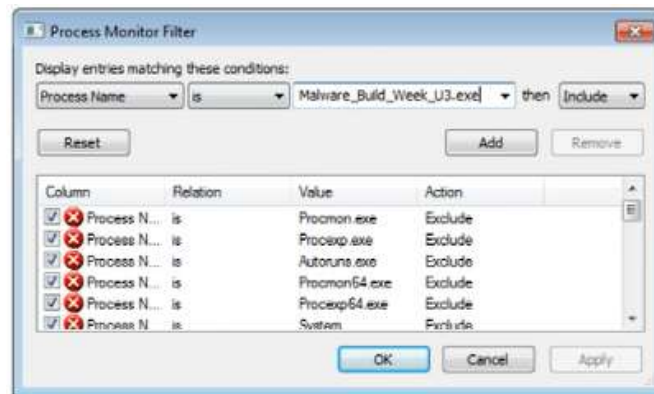 Process Monitor Filter
Display entries matching these conditions:
Process Name is Malware_Build_Week_U3.exe then Include
Reset Add Remove
Column Relation Value Action
Process N... is Procmon.exe Exclude
Process N... is Procexp.exe Exclude
Process N... is Autoruns.exe Exclude
Process N... is Procmon64.exe Exclude
Process N... is Procexp64.exe Exclude
Process N... is System Exclude
OK Cancel Apply